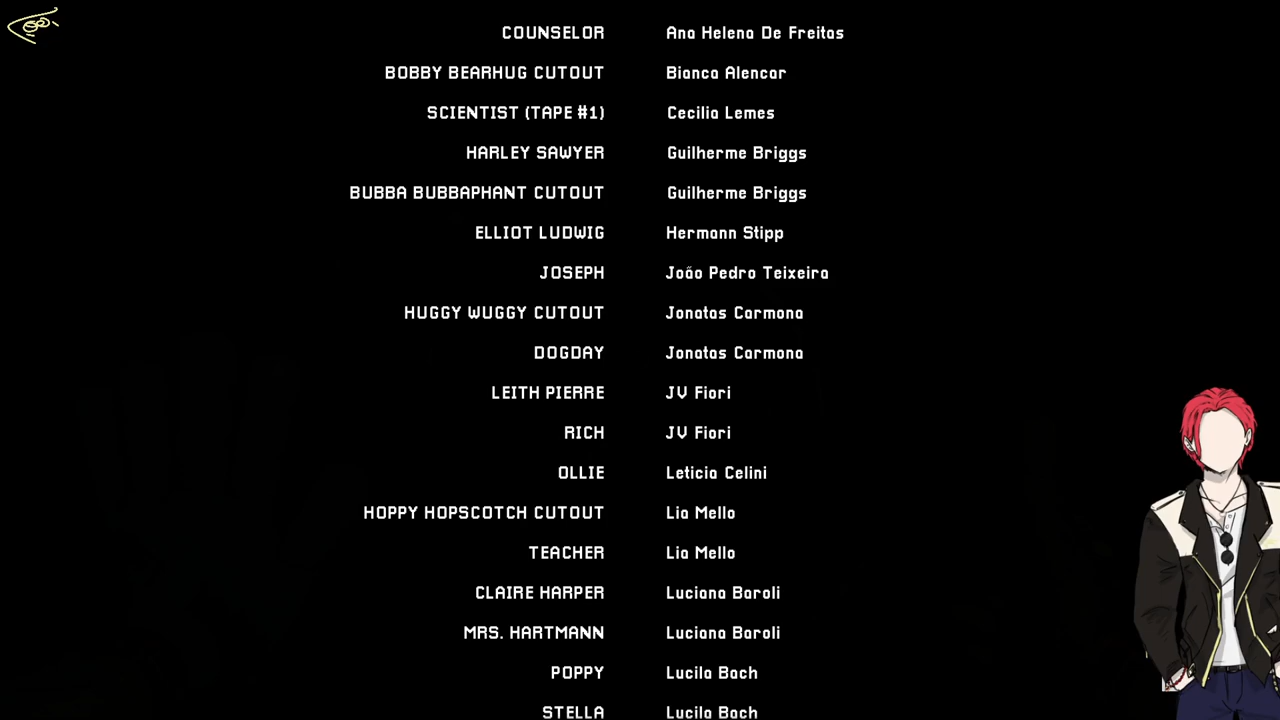 COUNSELOR Ana Helena De Freitas
BOBBY BEARHUG CUTOUT Bianca Alencar
SCIENTIST (TAPE #1) Cecilia Lemes
HARLEY SAWYER Guilherme Briggs
BUBBA BUBBAPHANT CUTOUT Guilherme Briggs
ELLIOT LUDWIG Hermann Stipp
JOSEPH João Pedro Teixeira
HUGGY WUGGY CUTOUT Jonatas Carmona
DOGDAY Jonatas Carmona
LEITH PIERRE JV Fiori
RICH JV Fiori
OLLIE Leticia Celini
HOPPY HOPSCOTCH CUTOUT Lia Mello
TEACHER Lia Mello
CLAIRE HARPER Luciana Baroli
MRS. HARTMANN Luciana Baroli
POPPY Lucila Bach
STELLA Lucila Bach